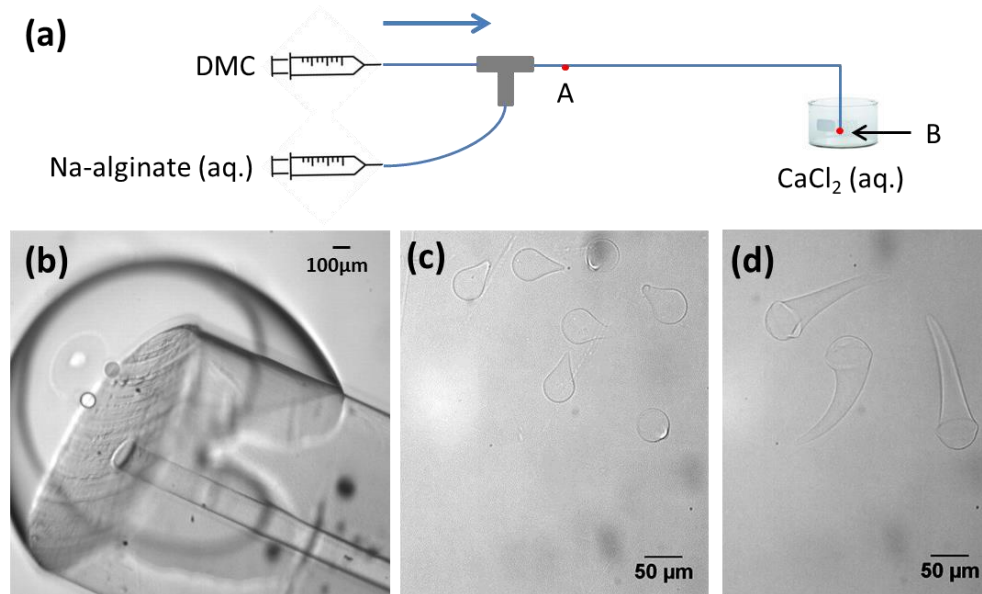 (a)
DMC
A
B
Na-alginate (aq.)
CaCl₂ (aq.)
(b)
100μm
(c)
50 μm
(d)
50 μm